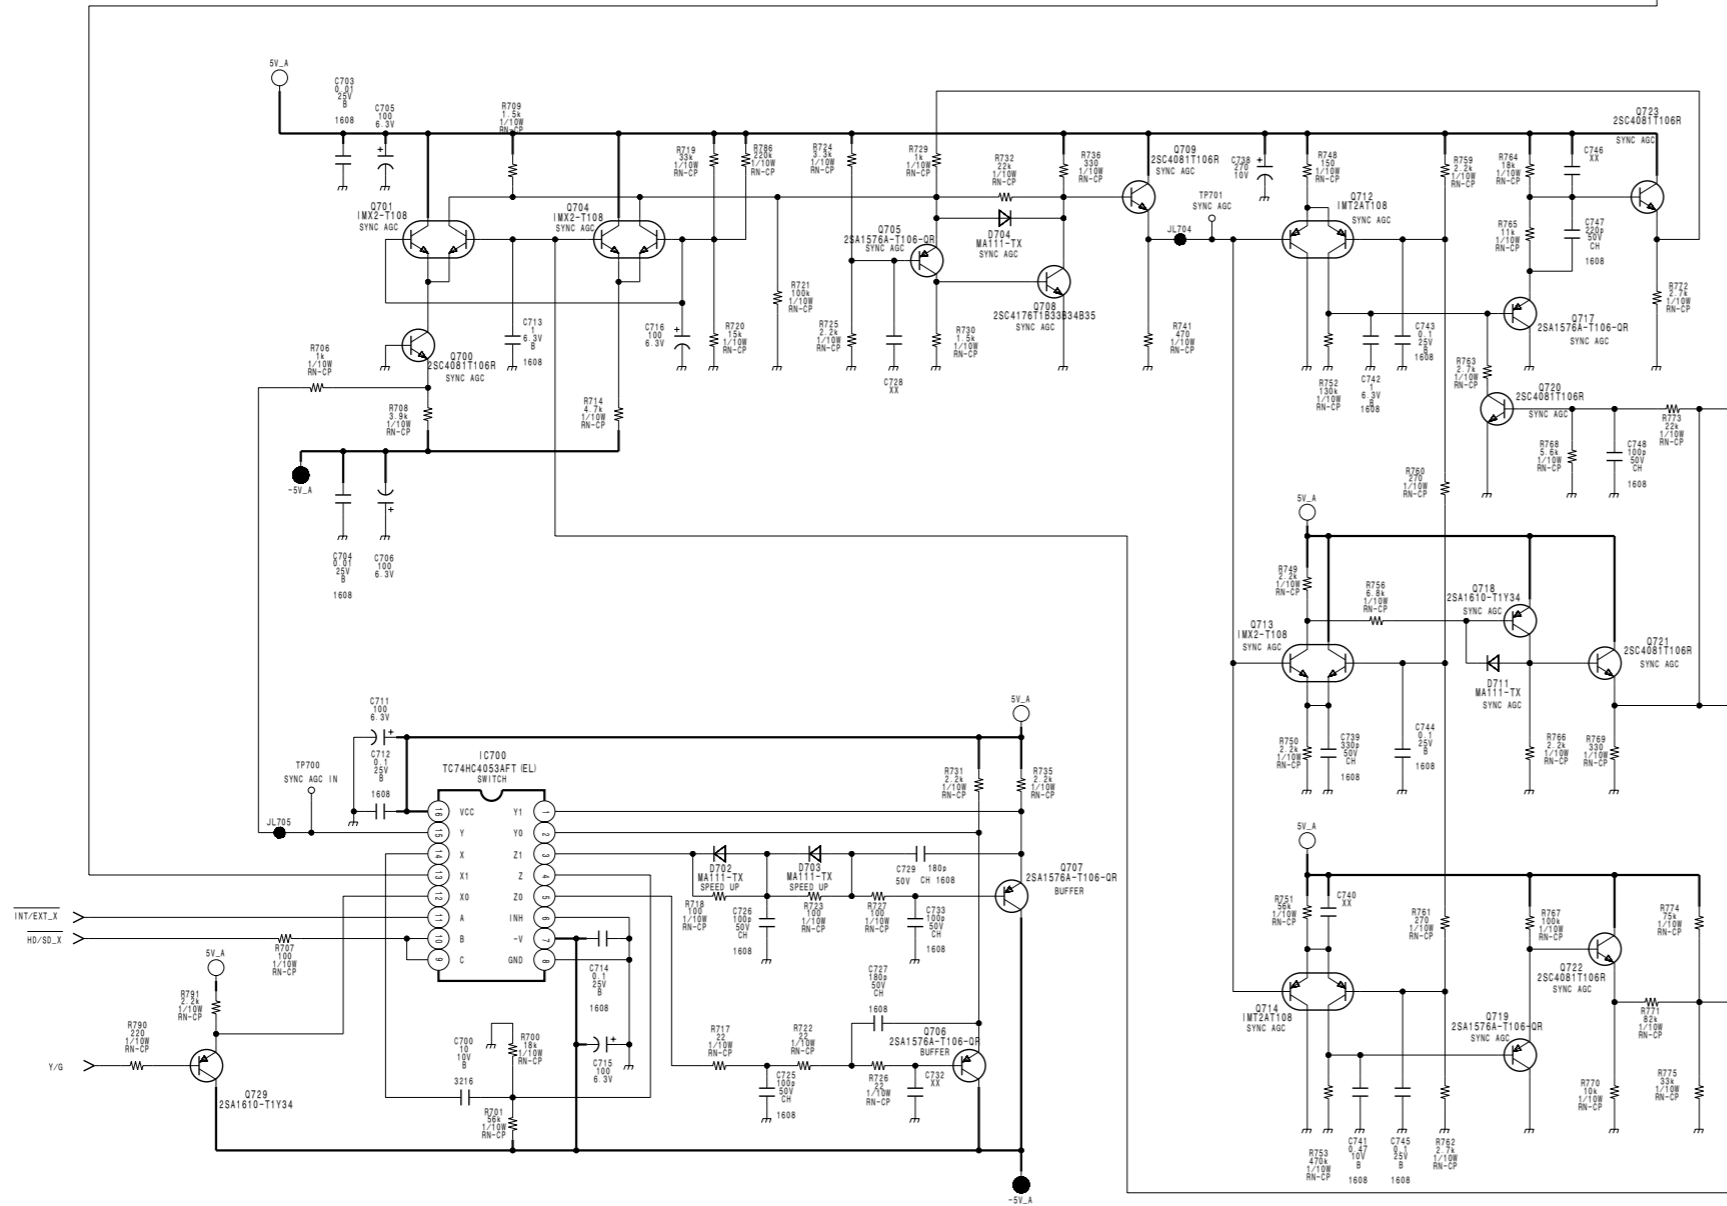 5V_A
C703
0.01
25V
B
1608
C705
100
6.3V
R709
1.5k
1/10W
RN-CP
R719
33k
1/10W
RN-CP
R786
220k
1/10W
RN-CP
R724
3.3k
1/10W
RN-CP
R729
1k
1/10W
RN-CP
R732
22k
1/10W
RN-CP
R736
330
1/10W
RN-CP
Q709
2SC4081T106R
SYNC AGC
C738
270
10V
R748
150
1/10W
RN-CP
R759
2.2k
1/10W
RN-CP
R764
18k
1/10W
RN-CP
C746
XX
Q723
2SC4081T106R
SYNC AGC
Q701
IMX2-T108
SYNC AGC
Q704
IMX2-T108
SYNC AGC
Q705
2SA1576A-T106-QR
SYNC AGC
D704
MA111-TX
SYNC AGC
TP701
SYNC AGC
JL704
Q712
IMT2AT108
SYNC AGC
R765
11k
1/10W
RN-CP
C747
220p
50V
CH
1608
R721
100k
1/10W
RN-CP
Q708
2SC4176T1B33B34B35
SYNC AGC
R772
2.7k
1/10W
RN-CP
Q717
2SA1576A-T106-QR
SYNC AGC
R706
1k
1/10W
RN-CP
Q700
2SC4081T106R
SYNC AGC
C713
1
6.3V
B
1608
C716
100
6.3V
R720
15k
1/10W
RN-CP
R725
2.2k
1/10W
RN-CP
C728
XX
R730
1.5k
1/10W
RN-CP
R741
470
1/10W
RN-CP
R752
130k
1/10W
RN-CP
C742
1
6.3V
B
1608
C743
0.1
25V
B
1608
R763
2.7k
1/10W
RN-CP
Q720
2SC4081T106R
SYNC AGC
R773
22k
1/10W
RN-CP
R708
3.9k
1/10W
RN-CP
R714
4.7k
1/10W
RN-CP
R768
5.6k
1/10W
RN-CP
C748
100p
50V
CH
1608
-5V_A
R760
270
1/10W
RN-CP
5V_A
C704
0.01
25V
B
1608
C706
100
6.3V
R749
2.2k
1/10W
RN-CP
R756
6.8k
1/10W
RN-CP
Q718
2SA1610-T1Y34
SYNC AGC
Q713
IMX2-T108
SYNC AGC
Q721
2SC4081T106R
SYNC AGC
D711
MA111-TX
SYNC AGC
R750
2.2k
1/10W
RN-CP
C739
330p
50V
CH
1608
C744
0.1
25V
B
1608
R766
2.2k
1/10W
RN-CP
R769
330
1/10W
RN-CP
C711
100
6.3V
C712
0.1
25V
B
1608
5V_A
IC700
TC74HC4053AFT(EL)
SWITCH
TP700
SYNC AGC IN
JL705
R731
2.2k
1/10W
RN-CP
R735
2.2k
1/10W
RN-CP
16 VCC Y1 1
15 Y Y0 2
14 X Z1 3
13 X1 Z 4
12 X0 Z0 5
11 A INH 6
10 B -V 7
9 C GND 8
D702
MA111-TX
SPEED UP
D703
MA111-TX
SPEED UP
C729
50V
180p
CH 1608
Q707
2SA1576A-T106-QR
BUFFER
R718
100
1/10W
RN-CP
C726
100p
50V
CH
1608
R723
100
1/10W
RN-CP
R727
100
1/10W
RN-CP
C733
100p
50V
CH
1608
INT/EXT_X
HD/SD_X
R707
100
1/10W
RN-CP
5V_A
C714
0.1
25V
B
1608
5V_A
R751
56k
1/10W
RN-CP
C740
XX
R761
270
1/10W
RN-CP
R767
100k
1/10W
RN-CP
R774
75k
1/10W
RN-CP
Q722
2SC4081T106R
SYNC AGC
Q714
IMT2AT108
SYNC AGC
Q719
2SA1576A-T106-QR
SYNC AGC
R771
82k
1/10W
RN-CP
R791
2.2k
1/10W
RN-CP
R790
220
1/10W
RN-CP
Y/G
Q729
2SA1610-T1Y34
C700
10
10V
B
3216
R700
18k
1/10W
RN-CP
R701
56k
1/10W
RN-CP
C715
100
6.3V
R717
22
1/10W
RN-CP
R722
22
1/10W
RN-CP
C727
180p
50V
CH
1608
Q706
2SA1576A-T106-QR
BUFFER
C725
100p
50V
CH
1608
R726
22
1/10W
RN-CP
C732
XX
R770
10k
1/10W
RN-CP
R775
33k
1/10W
RN-CP
R753
470k
1/10W
RN-CP
C741
0.47
10V
B
1608
C745
0.1
25V
B
1608
R762
2.7k
1/10W
RN-CP
-5V_A